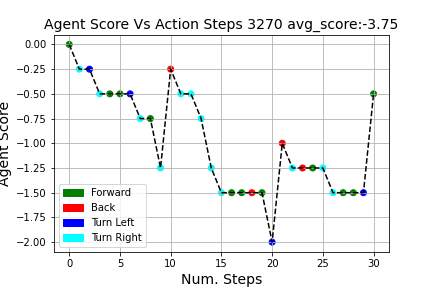 Agent Score Vs Action Steps 3270 avg_score:-3.75
Agent Score
0.00
−0.25
−0.50
−0.75
−1.00
−1.25
−1.50
−1.75
−2.00
Forward
Back
Turn Left
Turn Right
0 5 10 15 20 25 30
Num. Steps